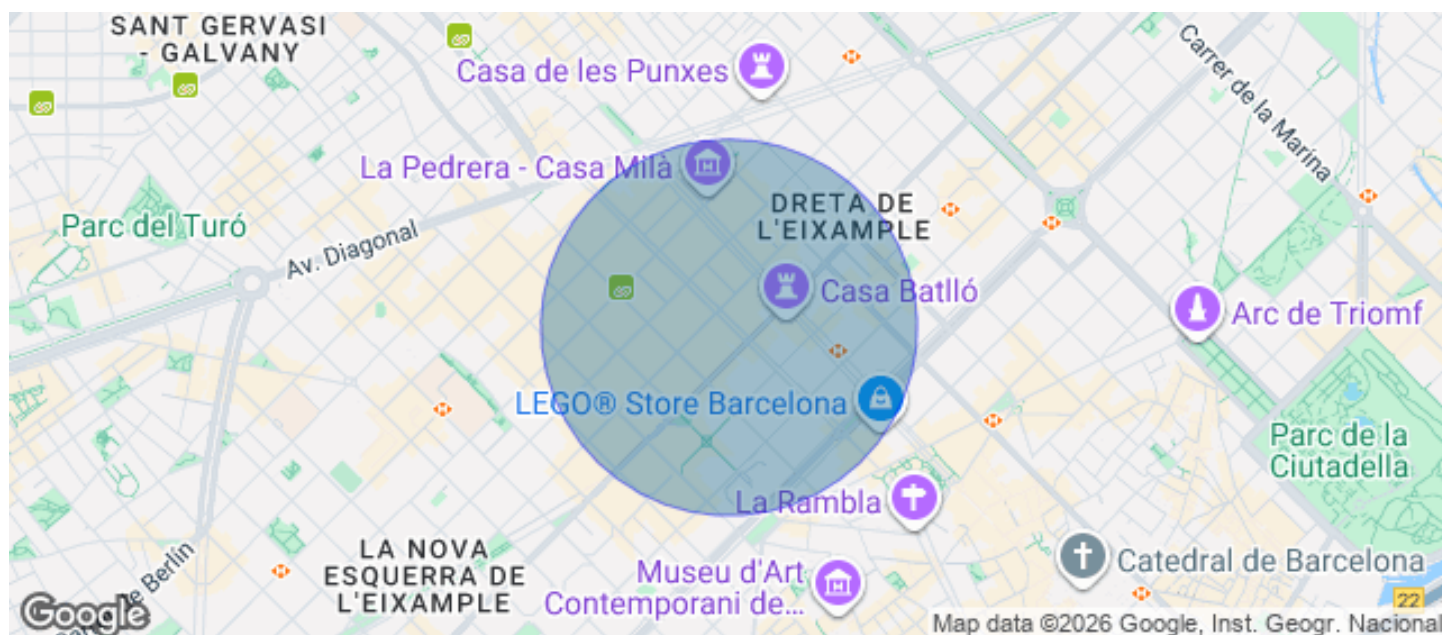 SANT GERVASI
- GALVANY
Casa de les Punxes
Carrer de la Marina
La Pedrera - Casa Milà
DRETA DE
L'EIXAMPLE
Parc del Turó
Av. Diagonal
Casa Batlló
Arc de Triomf
LEGO® Store Barcelona
Parc de la
Ciutadella
La Rambla
LA NOVA
ESQUERRA DE
L'EIXAMPLE
Museu d'Art
Contemporani de...
Catedral de Barcelona
de Berlín
22
Google
Map data ©2026 Google, Inst. Geogr. Nacional